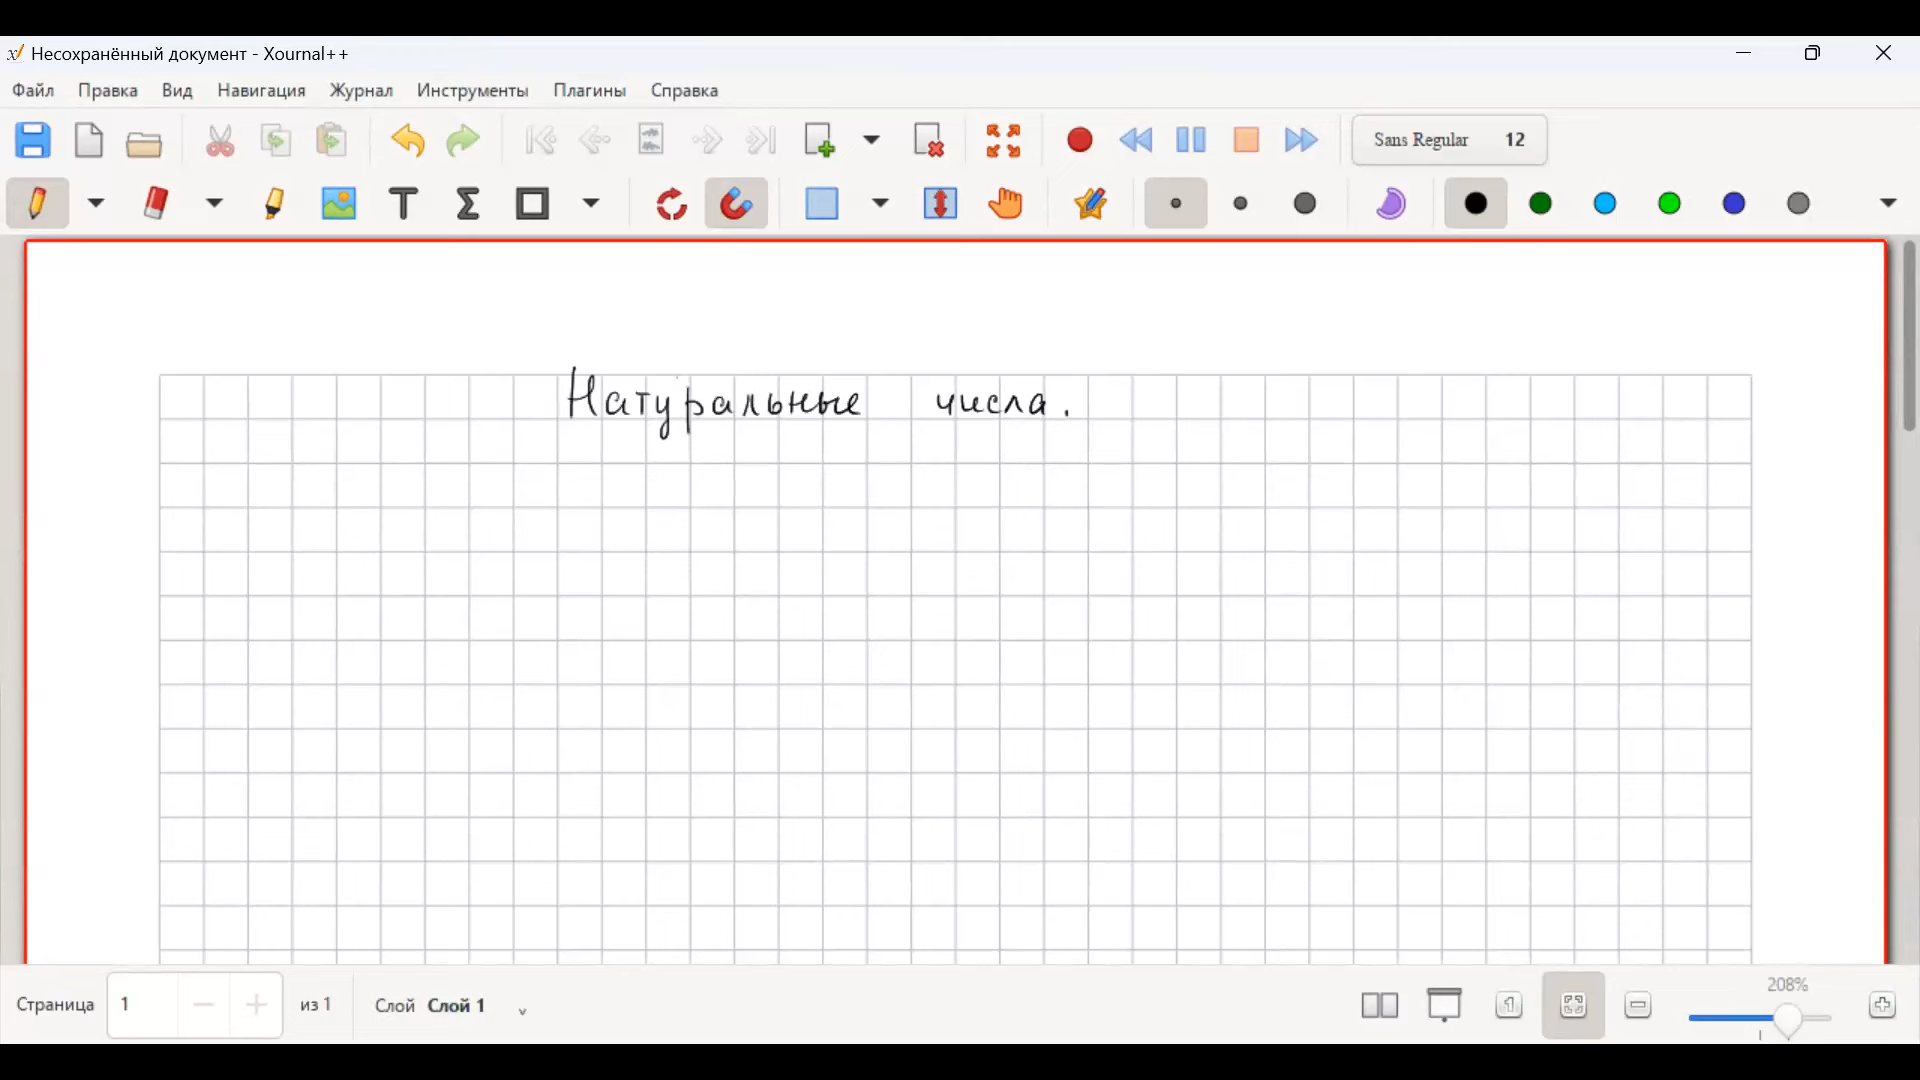 Несохранённый документ - Xournal++
Файл Правка Вид Навигация Журнал Инструменты Плагины Справка
Sans Regular 12
Натуральные числа.
208%
Страница 1 из 1 Слой Слой 1